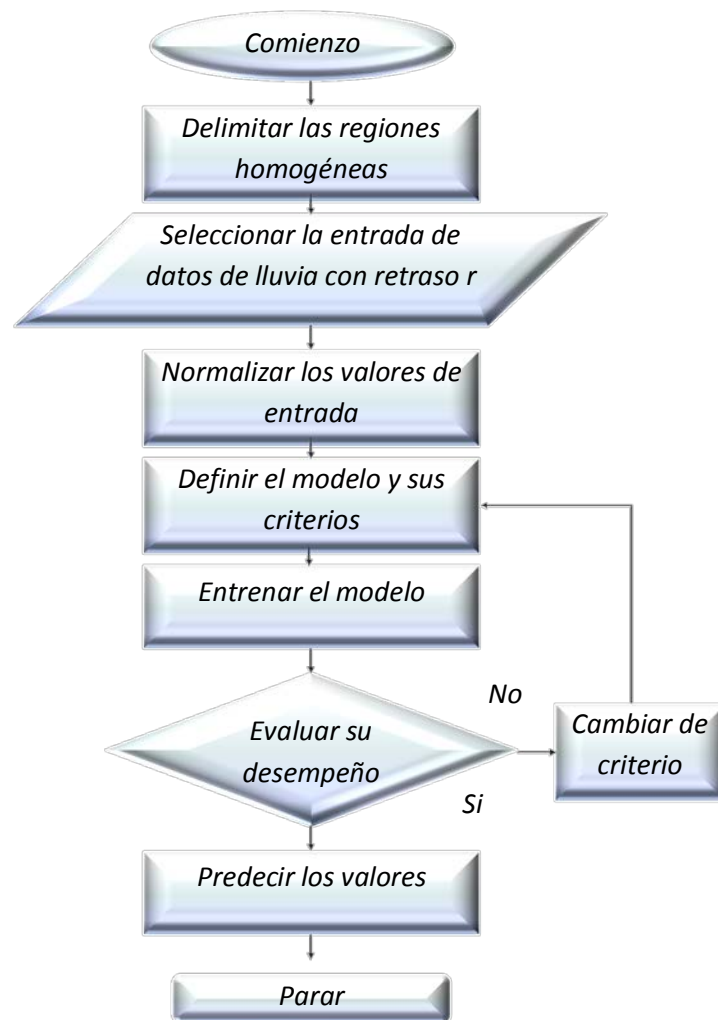 Comienzo
Delimitar las regiones
homogéneas
Seleccionar la entrada de
datos de lluvia con retraso r
Normalizar los valores de
entrada
Definir el modelo y sus
criterios
Entrenar el modelo
Evaluar su
desempeño
No
Cambiar de
criterio
Si
Predecir los valores
Parar